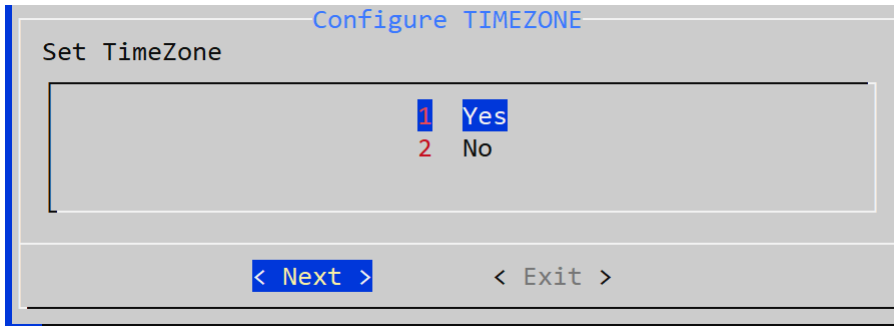 Configure TIMEZONE
Set TimeZone
1 Yes
2 No
< Next > < Exit >